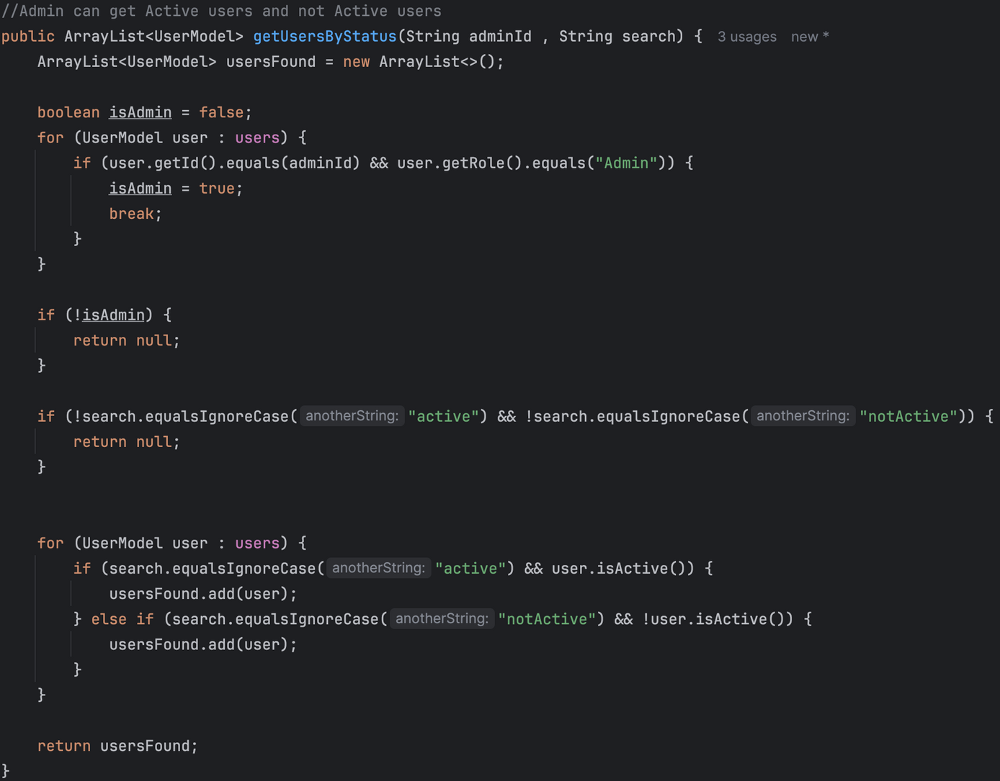 //Admin can get Active users and not Active users
public ArrayList<UserModel> getUsersByStatus(String adminId , String search) { 3 usages new *
    ArrayList<UserModel> usersFound = new ArrayList<>();

    boolean isAdmin = false;
    for (UserModel user : users) {
        if (user.getId().equals(adminId) && user.getRole().equals("Admin")) {
            isAdmin = true;
            break;
        }
    }

    if (!isAdmin) {
        return null;
    }

    if (!search.equalsIgnoreCase( anotherString: "active") && !search.equalsIgnoreCase( anotherString: "notActive")) {
        return null;
    }


    for (UserModel user : users) {
        if (search.equalsIgnoreCase( anotherString: "active") && user.isActive()) {
            usersFound.add(user);
        } else if (search.equalsIgnoreCase( anotherString: "notActive") && !user.isActive()) {
            usersFound.add(user);
        }
    }

    return usersFound;
}